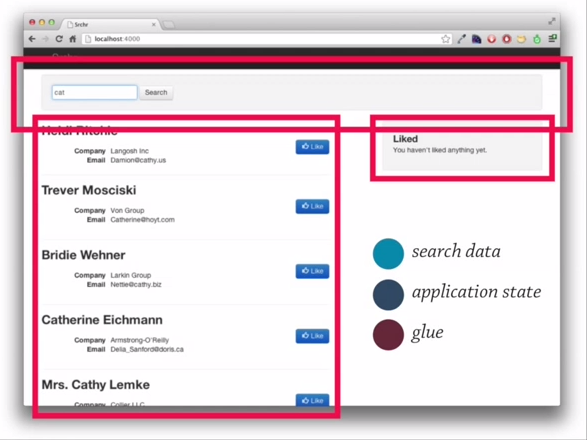 Srchr
localhost:4000
cat
Search
Heidi Ritchie
Company Langosh Inc
Email Damion@cathy.us
Like
Trever Mosciski
Company Von Group
Email Catherine@hoyt.com
Like
Bridie Wehner
Company Larkin Group
Email Nettie@cathy.biz
Like
Catherine Eichmann
Company Armstrong-O'Reilly
Email Delia_Sanford@doris.ca
Like
Mrs. Cathy Lemke
Company Collier LLC
Like
Liked
You haven't liked anything yet.
search data
application state
glue